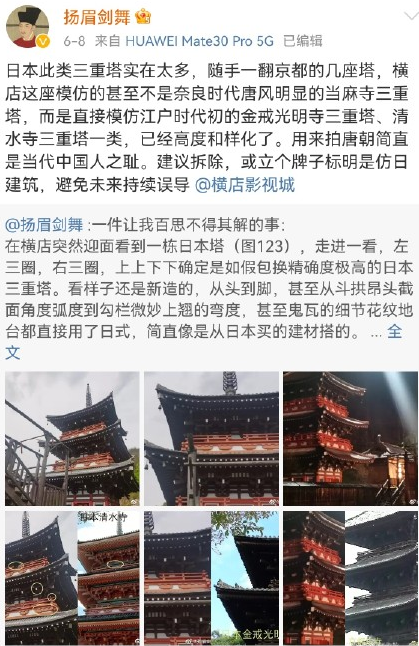 扬眉剑舞
6-8 来自 HUAWEI Mate30 Pro 5G 已编辑
日本此类三重塔实在太多，随手一翻京都的几座塔，横
店这座模仿的甚至不是奈良时代唐风明显的当麻寺三重
塔，而是直接模仿江户时代初的金戒光明寺三重塔、清
水寺三重塔一类，已经高度和样化了。用来拍唐朝简直
是当代中国人之耻。建议拆除，或立个牌子标明是仿日
建筑，避免未来持续误导 @横店影视城
@扬眉剑舞 :一件让我百思不得其解的事:
在横店突然迎面看到一栋日本塔（图123），走进一看，左
三圈，右三圈，上上下下确定是如假包换精确度极高的日本
三重塔。看样子还是新造的，从头到脚，甚至从斗拱昂头截
面角度弧度到勾栏微妙上翘的弯度，甚至鬼瓦的细节花纹地
台都直接用了日式，简直像是从日本买的建材搭的。 ... 全
文
本清水寺
金戒光明